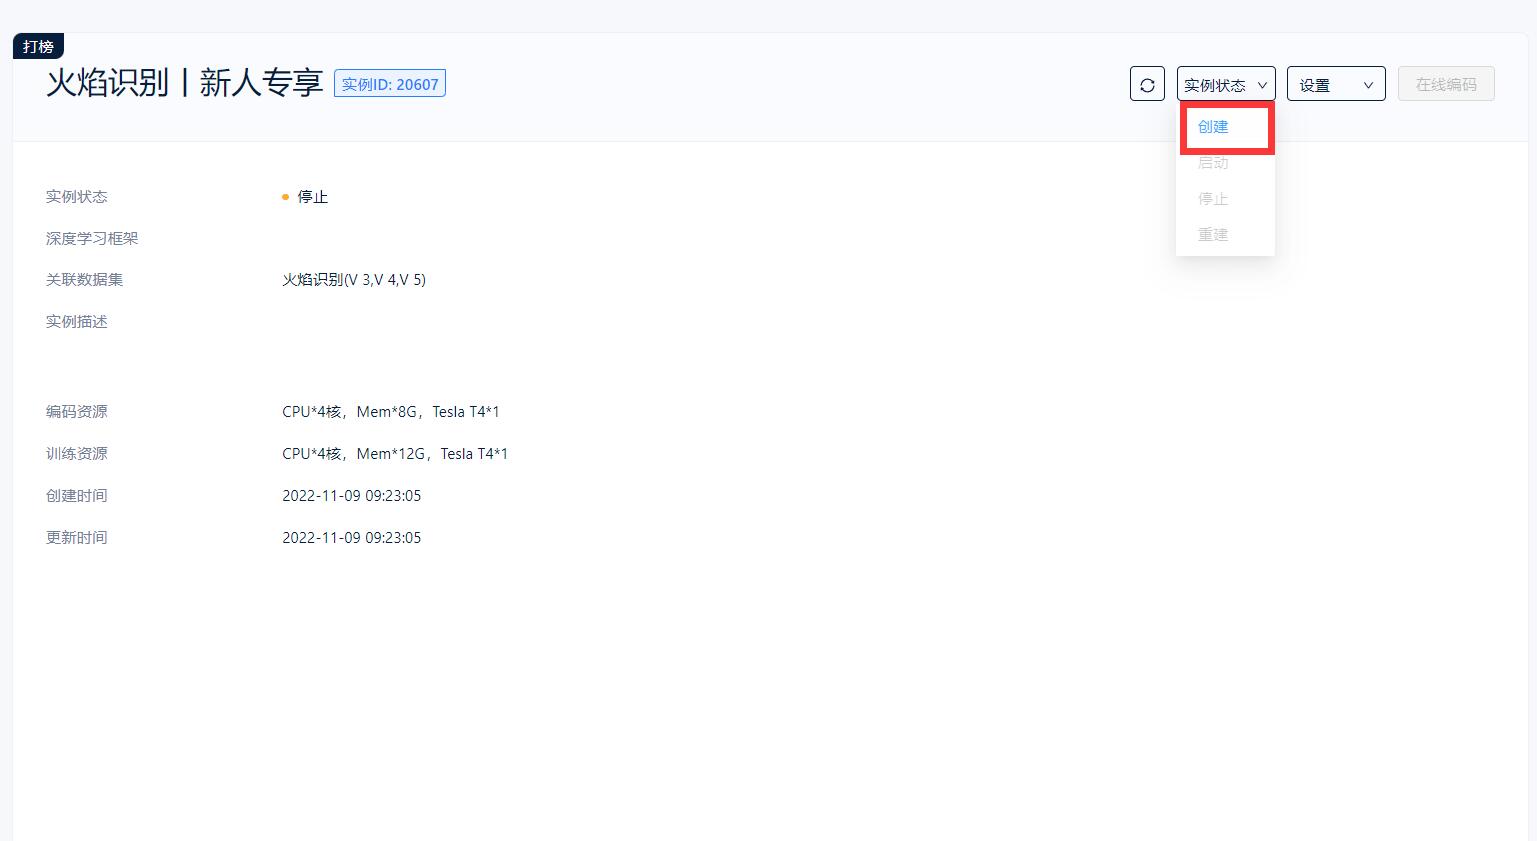 打榜
火焰识别丨新人专享
实例ID: 20607
实例状态
设置
在线编码
创建
启动
停止
重建
实例状态
停止
深度学习框架
关联数据集
火焰识别(V 3,V 4,V 5)
实例描述
编码资源
CPU*4核，Mem*8G，Tesla T4*1
训练资源
CPU*4核，Mem*12G，Tesla T4*1
创建时间
2022-11-09 09:23:05
更新时间
2022-11-09 09:23:05